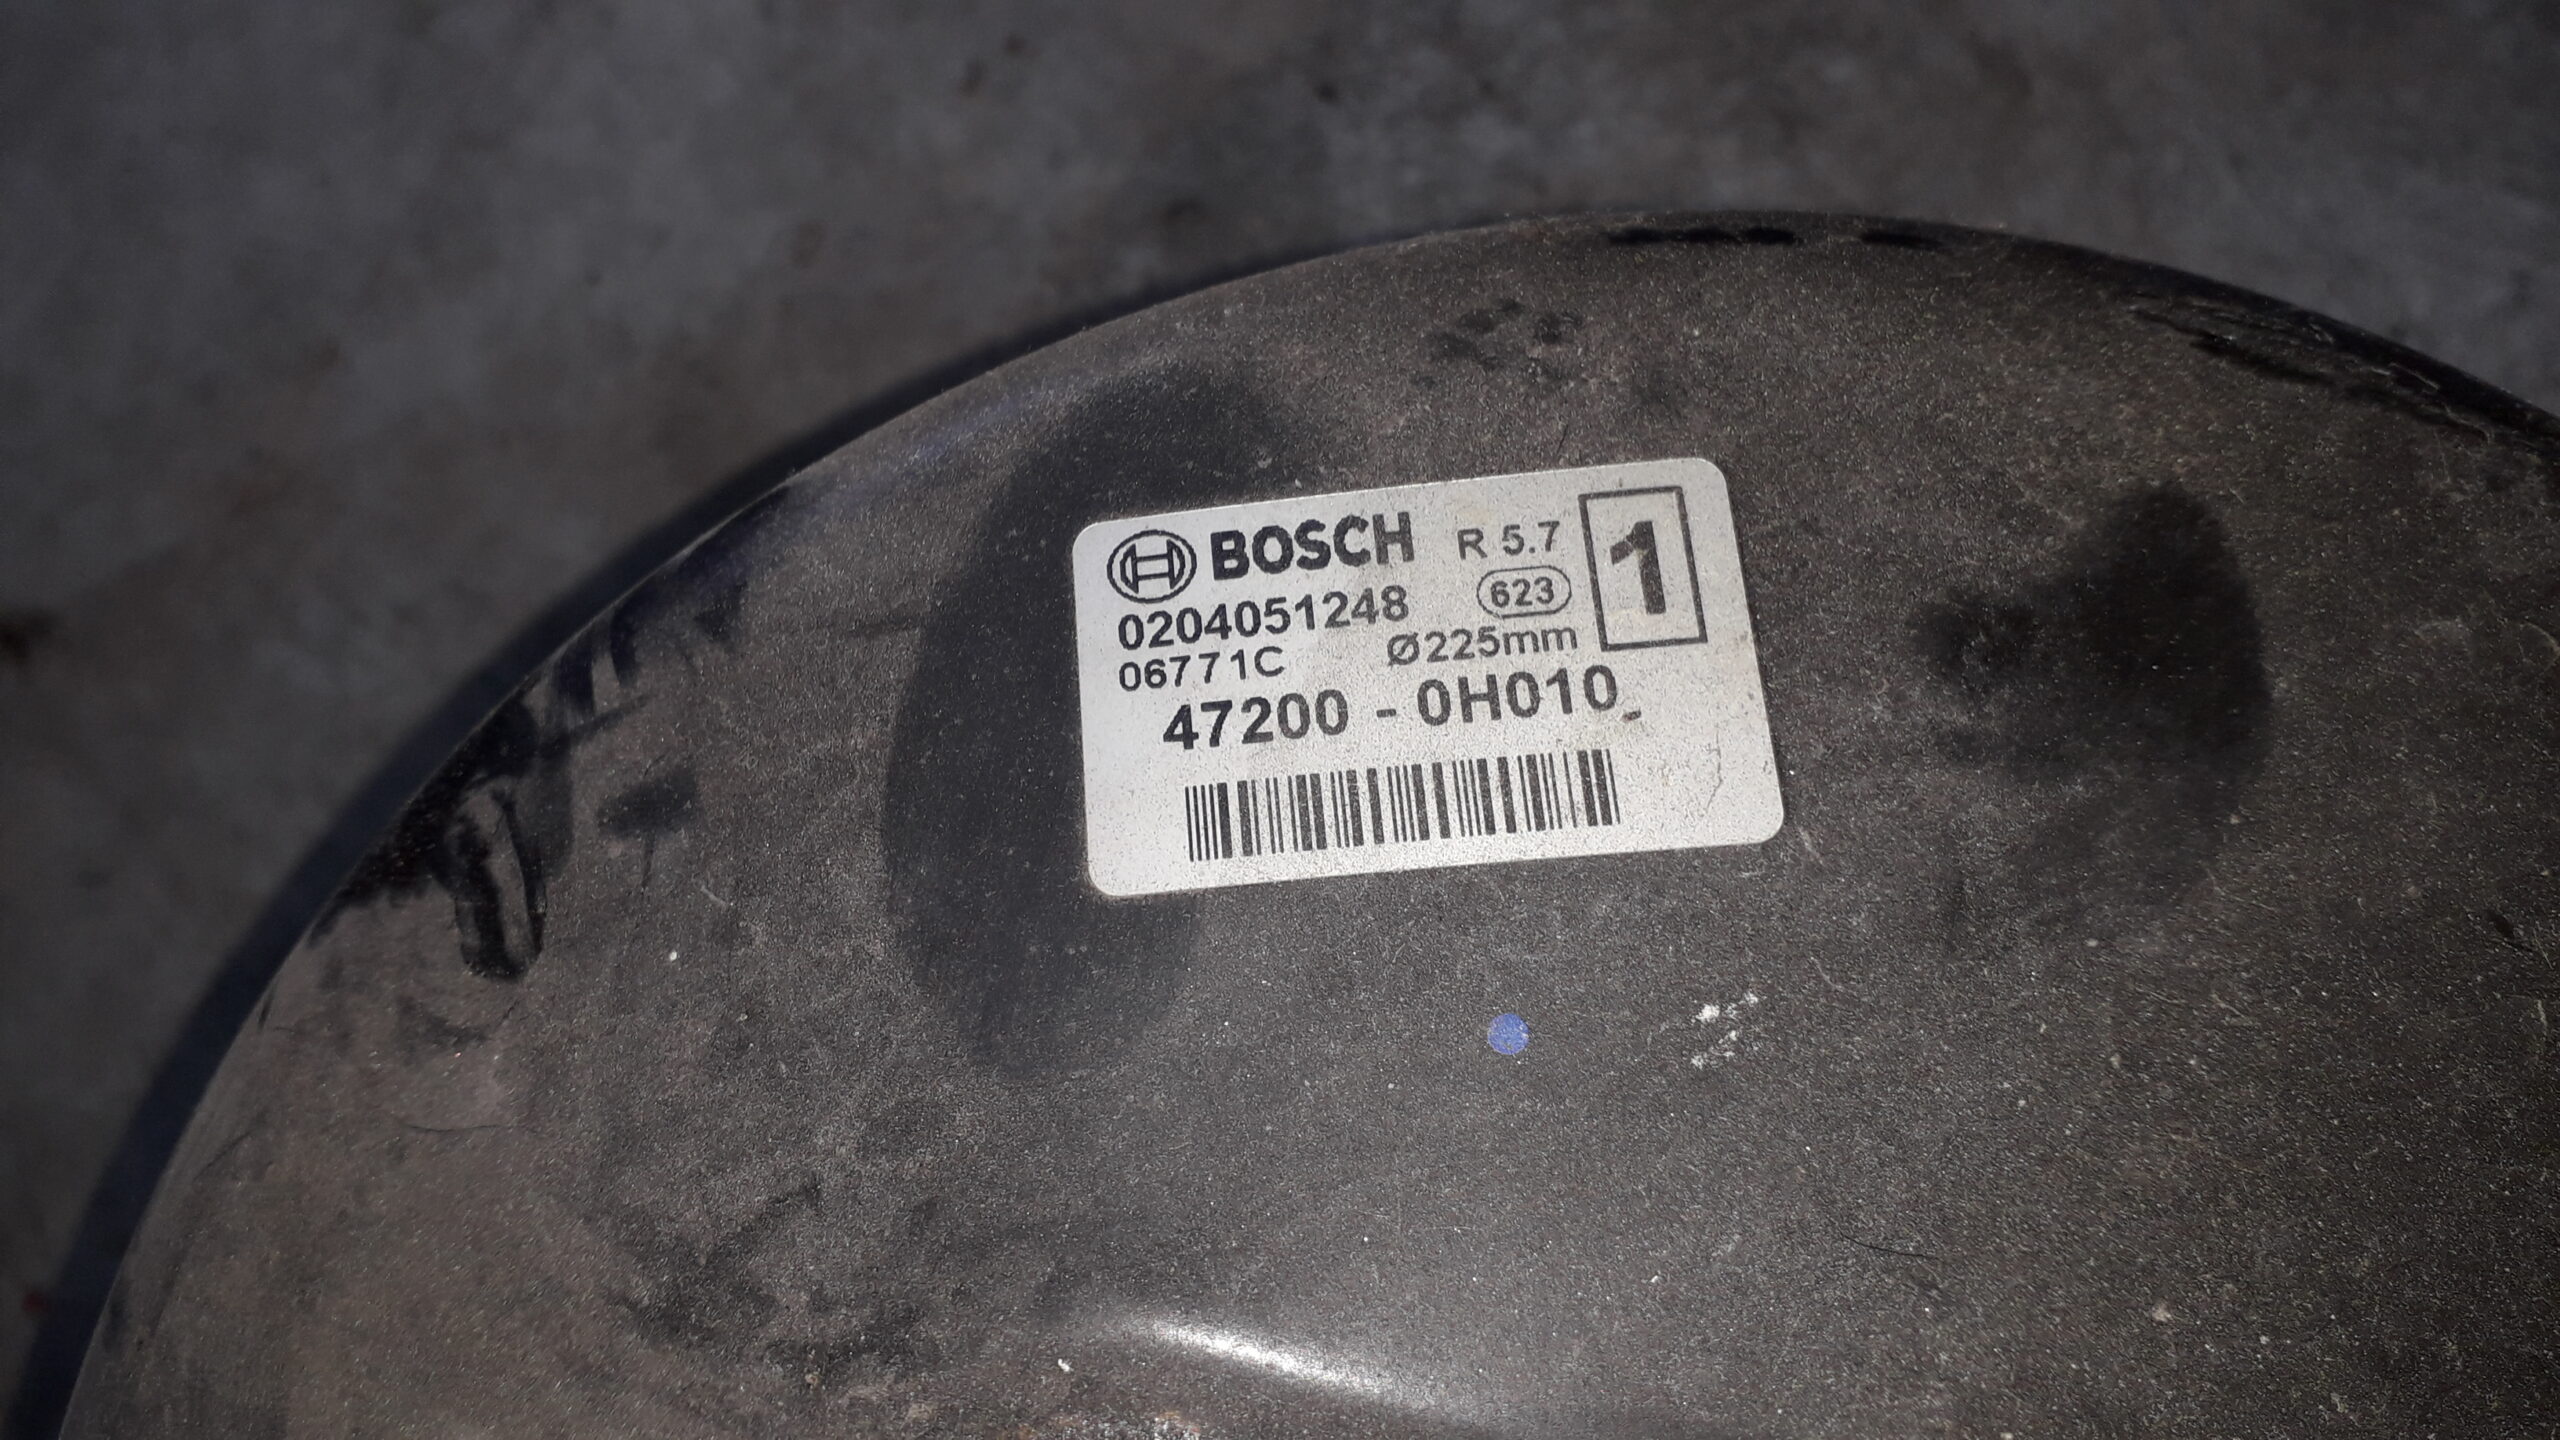 BOSCH R 5.7 1
0204051248 623
06771C Ø225mm
47200 - 0H010